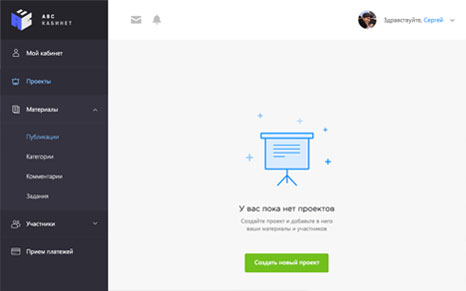 ABC
КАБИНЕТ
Здравствуйте, Сергей
Мой кабинет
Проекты
Материалы
Публикации
Категории
Комментарии
Задания
Участники
Прием платежей
У вас пока нет проектов
Создайте проект и добавьте в него
ваши материалы и участников
Создать новый проект